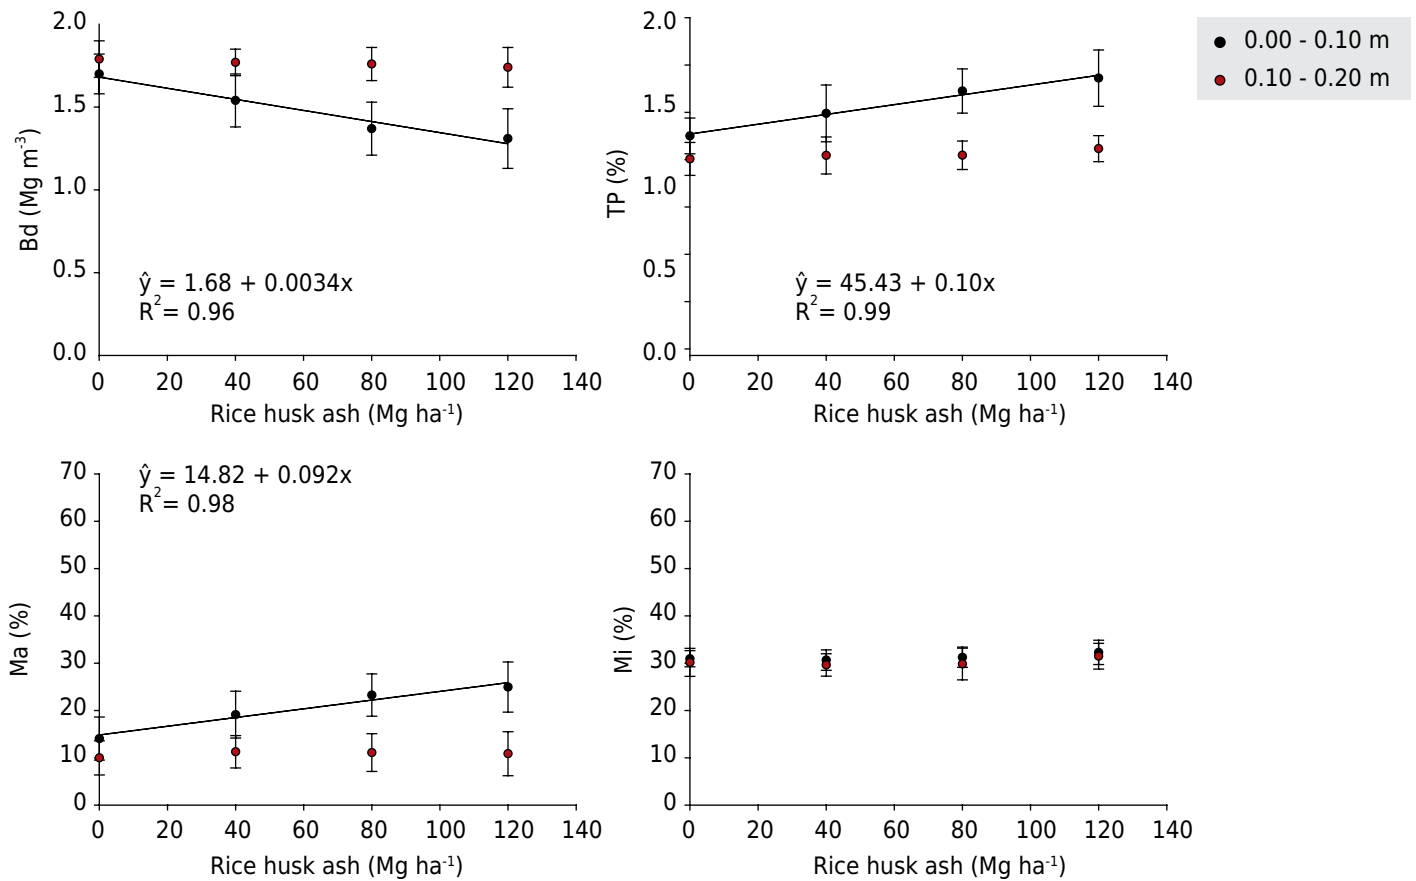 2.0
1.5
1.0
0.5
0.0
Bd (Mg m⁻³)
ŷ = 1.68 + 0.0034x
R² = 0.96
0 20 40 60 80 100 120 140
Rice husk ash (Mg ha⁻¹)
2.0
1.5
1.0
0.5
0.0
TP (%)
ŷ = 45.43 + 0.10x
R² = 0.99
0 20 40 60 80 100 120 140
Rice husk ash (Mg ha⁻¹)
0.00 - 0.10 m
0.10 - 0.20 m
70
60
50
40
30
20
10
0
Ma (%)
ŷ = 14.82 + 0.092x
R² = 0.98
0 20 40 60 80 100 120 140
Rice husk ash (Mg ha⁻¹)
70
60
50
40
30
20
10
0
Mi (%)
0 20 40 60 80 100 120 140
Rice husk ash (Mg ha⁻¹)